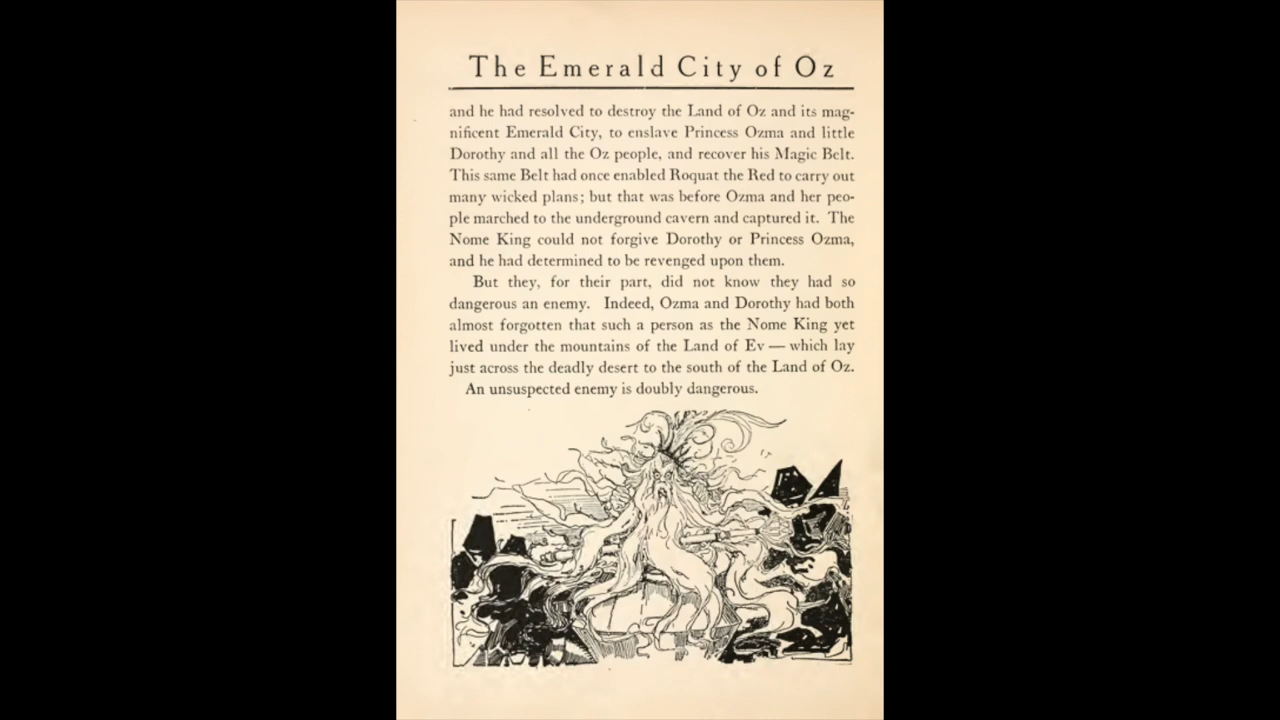 The Emerald City of Oz
and he had resolved to destroy the Land of Oz and its mag-
nificent Emerald City, to enslave Princess Ozma and little
Dorothy and all the Oz people, and recover his Magic Belt.
This same Belt had once enabled Roquat the Red to carry out
many wicked plans; but that was before Ozma and her peo-
ple marched to the underground cavern and captured it. The
Nome King could not forgive Dorothy or Princess Ozma,
and he had determined to be revenged upon them.
But they, for their part, did not know they had so
dangerous an enemy. Indeed, Ozma and Dorothy had both
almost forgotten that such a person as the Nome King yet
lived under the mountains of the Land of Ev — which lay
just across the deadly desert to the south of the Land of Oz.
An unsuspected enemy is doubly dangerous.